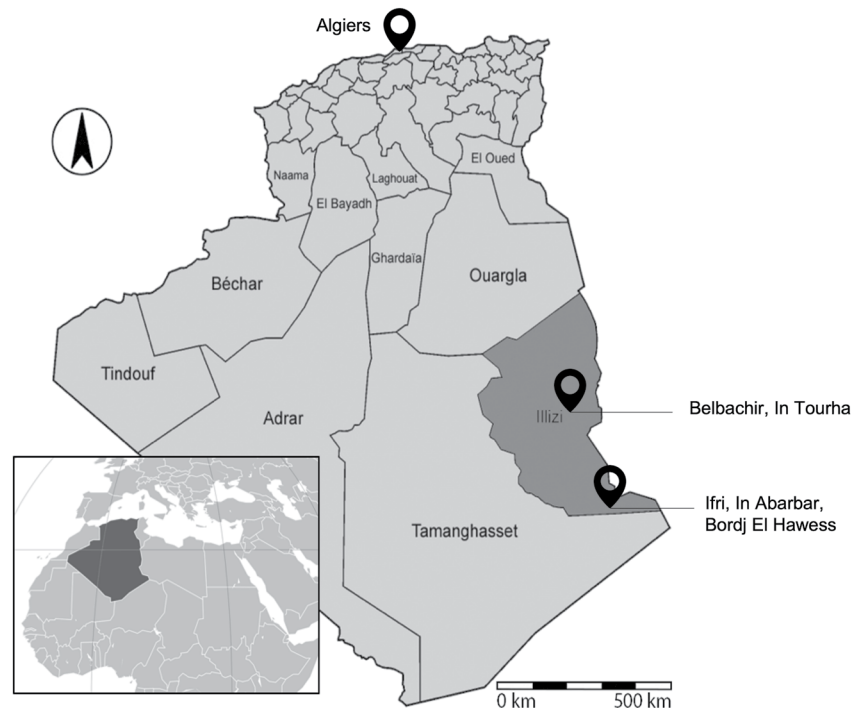 Algiers
El Oued
Naama
Laghouat
El Bayadh
Ghardaïa
Ouargla
Béchar
Tindouf
Illizi
Belbachir, In Tourha
Adrar
Ifri, In Abarbar,
Bordj El Hawess
Tamanghasset
0 km
500 km